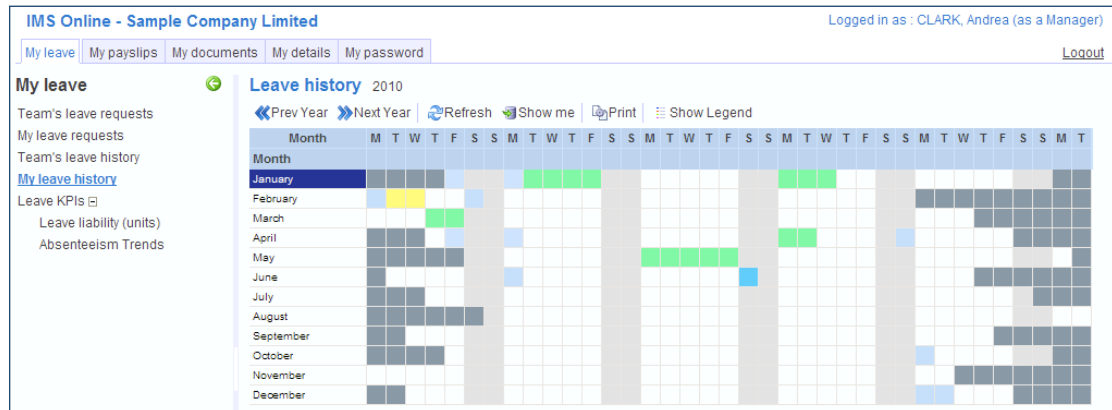 IMS Online - Sample Company Limited
Logged in as : CLARK, Andrea (as a Manager)
My leave My payslips My documents My details My password
Logout
My leave
Team's leave requests
My leave requests
Team's leave history
My leave history
Leave KPIs
Leave liability (units)
Absenteeism Trends
Leave history 2010
Prev Year Next Year Refresh Show me Print Show Legend
Month M T W T F S S M T W T F S S M T W T F S S M T W T F S S M T W T F S S M T
Month
January
February
March
April
May
June
July
August
September
October
November
December